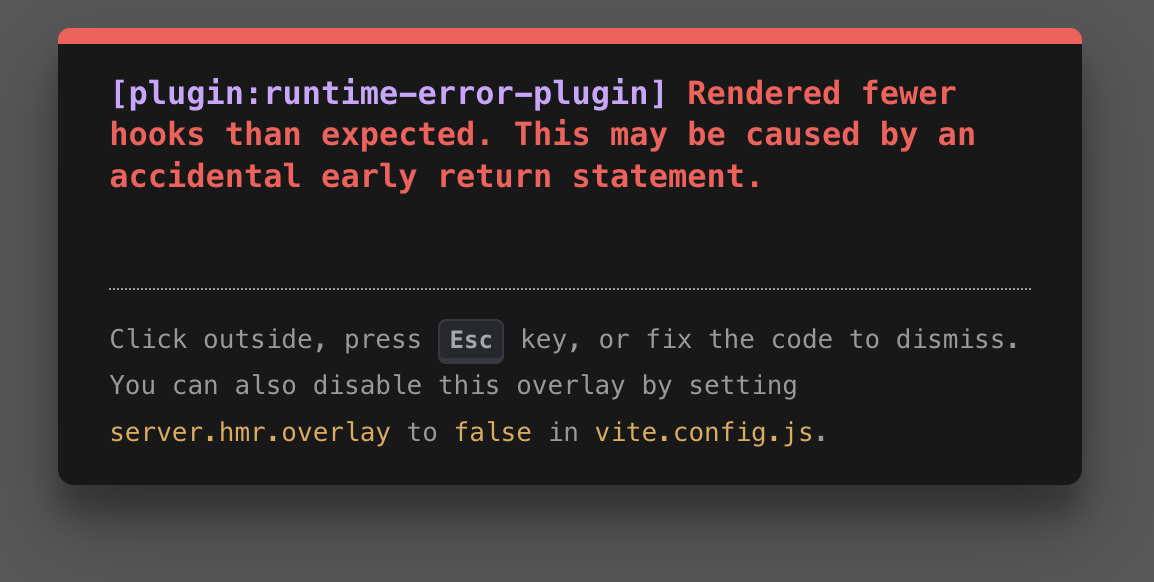 [plugin:runtime-error-plugin] Rendered fewer
hooks than expected. This may be caused by an
accidental early return statement.
Click outside, press Esc key, or fix the code to dismiss.
You can also disable this overlay by setting
server.hmr.overlay to false in vite.config.js.